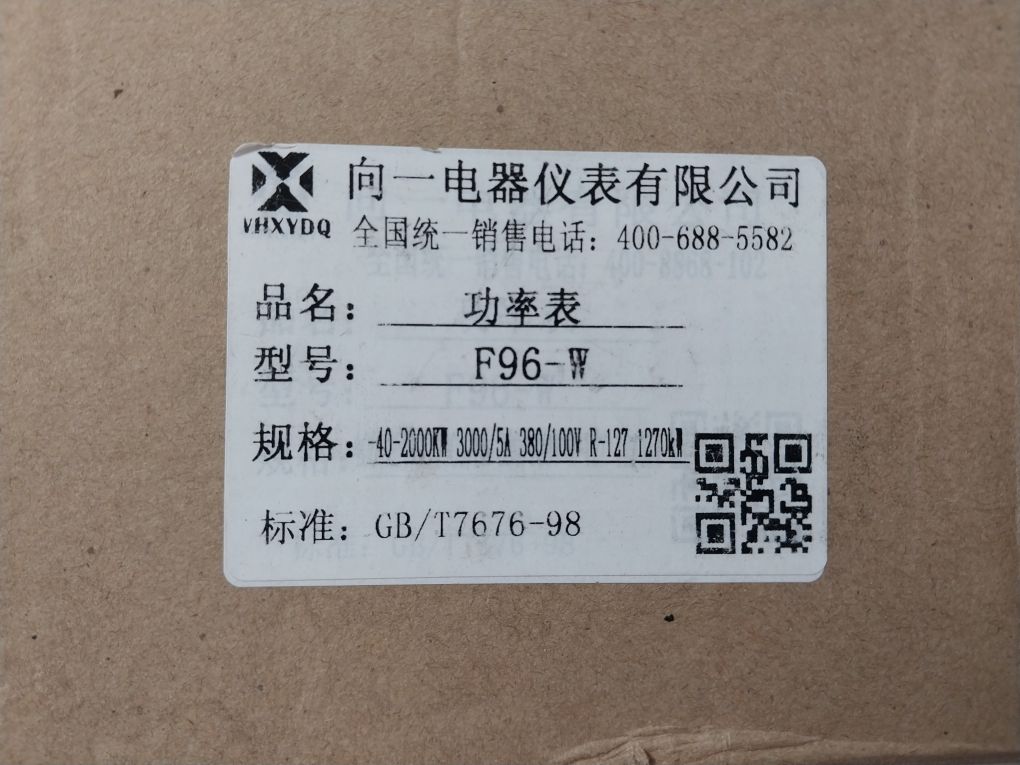 向一电器仪表有限公司
VHXYDQ
全国统一销售电话：400-688-5582
品名：功率表
型号：F96-W
规格：-40-2000KW 3000/5A 380/100V R-127 1270kW
标准：GB/T7676-98